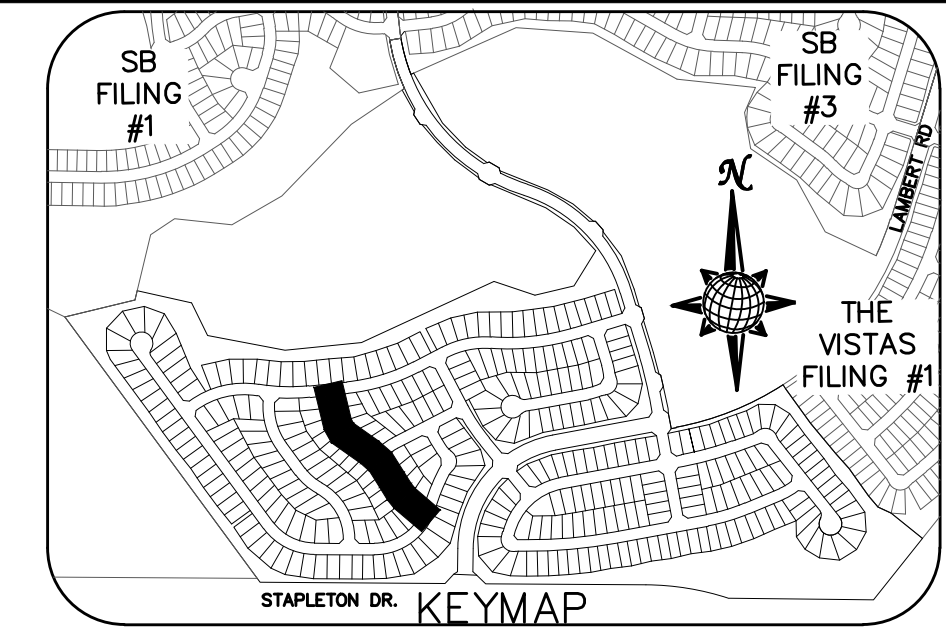 SB
FILING
#1
SB
FILING
#3
LAMBERT RD
N
THE
VISTAS
FILING #1
STAPLETON DR.
KEYMAP